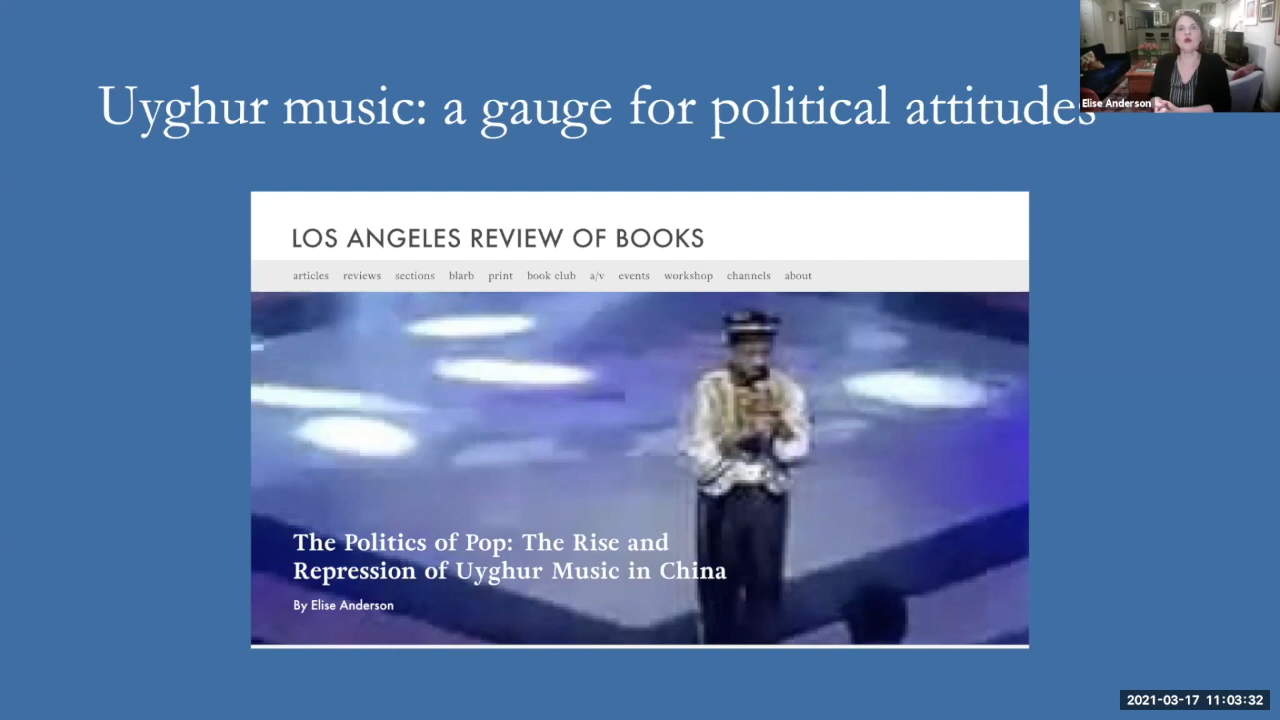 Uyghur music: a gauge for political attitudes
Elise Anderson
LOS ANGELES REVIEW OF BOOKS
articles reviews sections blarb print book club a/v events workshop channels about
The Politics of Pop: The Rise and
Repression of Uyghur Music in China
By Elise Anderson
2021-03-17 11:03:32